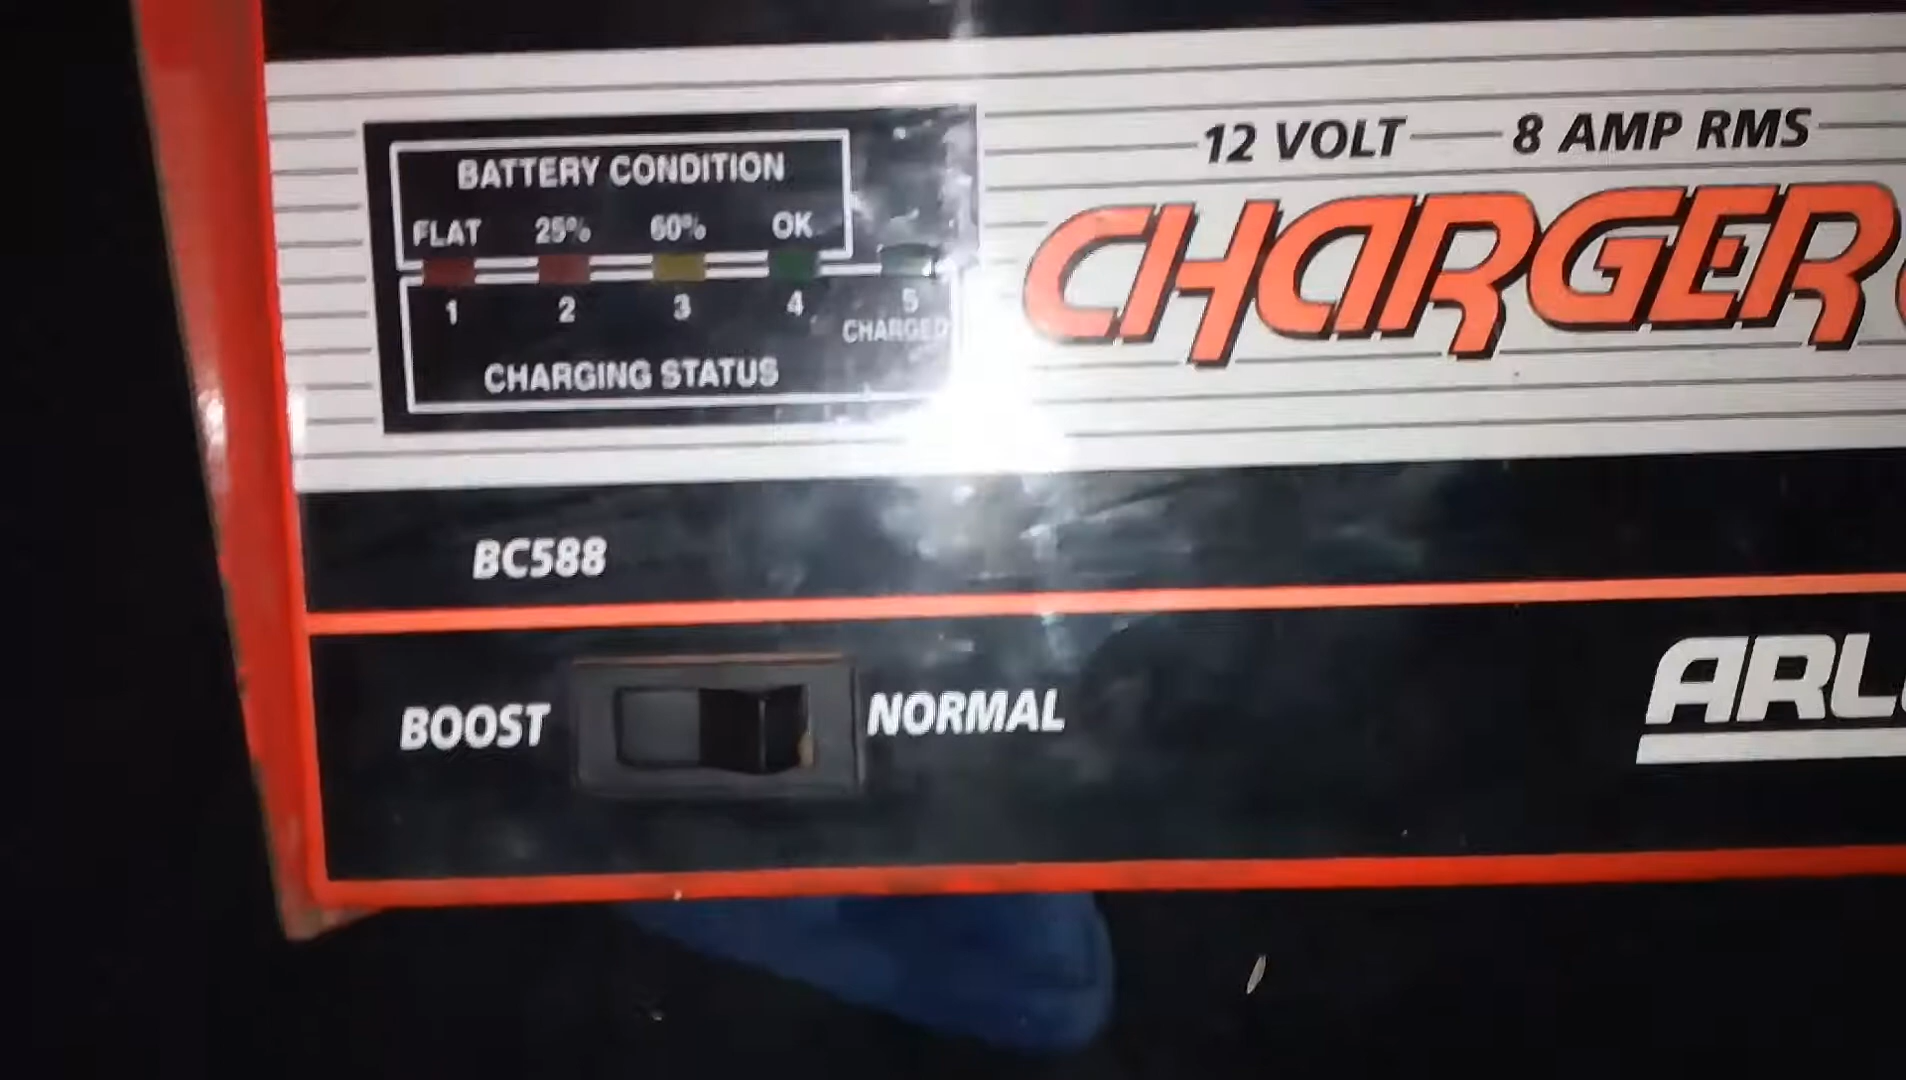 12 VOLT — 8 AMP RMS
CHARGER
BATTERY CONDITION
FLAT 25% 60% OK
1 2 3 4 5
CHARGED
CHARGING STATUS
BC588
BOOST NORMAL